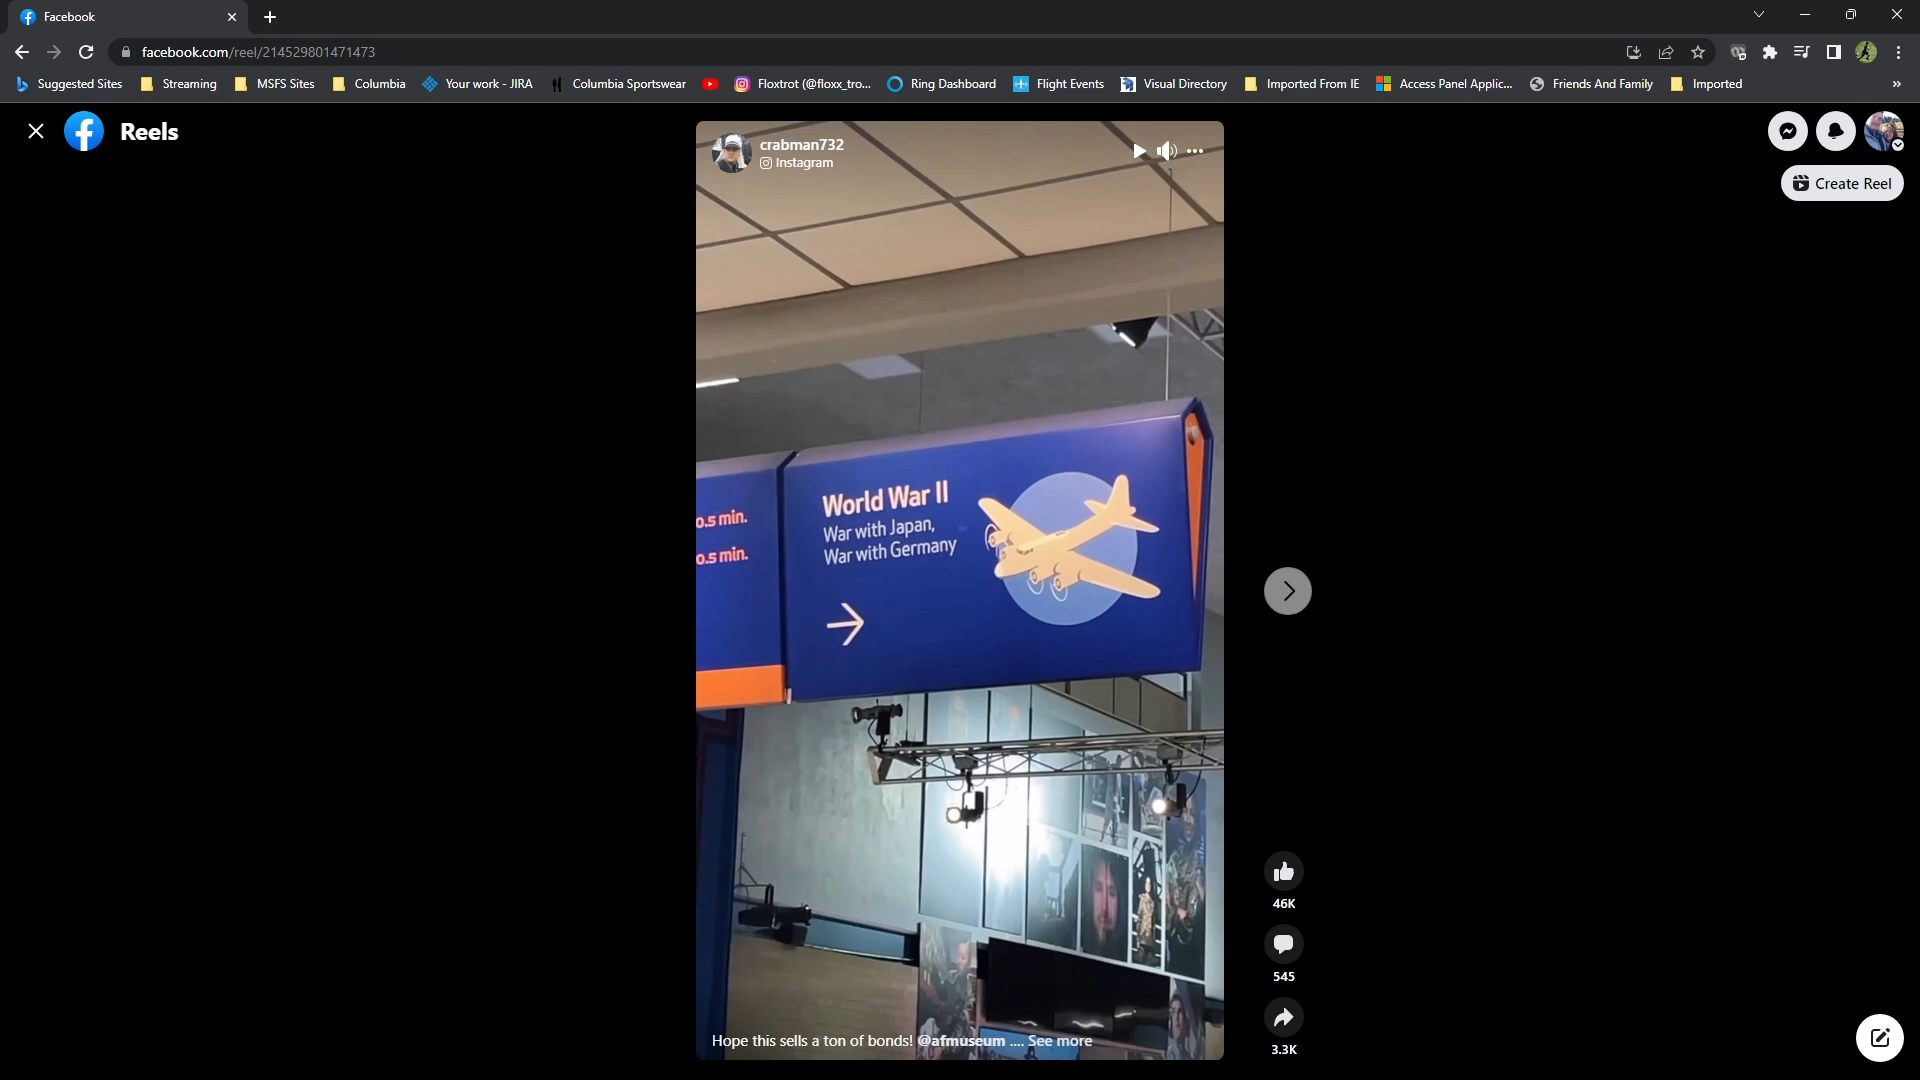 Facebook
facebook.com/reel/214529801471473
Suggested Sites
Streaming
MSFS Sites
Columbia
Your work - JIRA
Columbia Sportswear
Floxtrot (@floxx_tro...
Ring Dashboard
Flight Events
Visual Directory
Imported From IE
Access Panel Applic...
Friends And Family
Imported
»
Reels
crabman732
Instagram
Create Reel
World War II
War with Japan,
War with Germany
0.5 min.
0.5 min.
46K
545
3.3K
Hope this sells a ton of bonds! @afmuseum .... See more